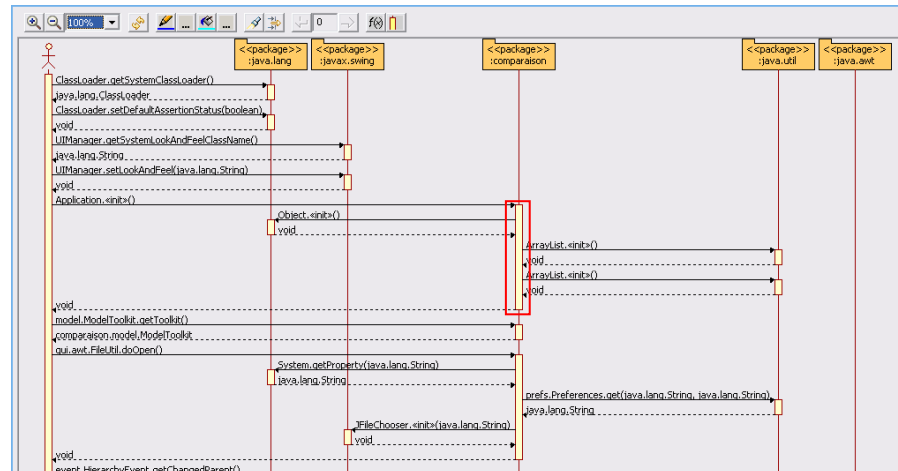 100%
0
f(x)
<<package>>
:java.lang
<<package>>
:javax.swing
<<package>>
:comparaison
<<package>>
:java.util
<<package>>
:java.awt
ClassLoader.getSystemClassLoader()
java.lang.ClassLoader
ClassLoader.setDefaultAssertionStatus(boolean)
void
UIManager.getSystemLookAndFeelClassName()
java.lang.String
UIManager.setLookAndFeel(java.lang.String)
void
Application.«init»()
Object.«init»()
void
ArrayList.«init»()
void
ArrayList.«init»()
void
void
model.ModelToolkit.getToolkit()
comparaison.model.ModelToolkit
gui.awt.FileUtil.doOpen()
System.getProperty(java.lang.String)
java.lang.String
prefs.Preferences.get(java.lang.String, java.lang.String)
java.lang.String
JFileChooser.«init»(java.lang.String)
void
void
event.HierarchyEvent.getChangedParent()